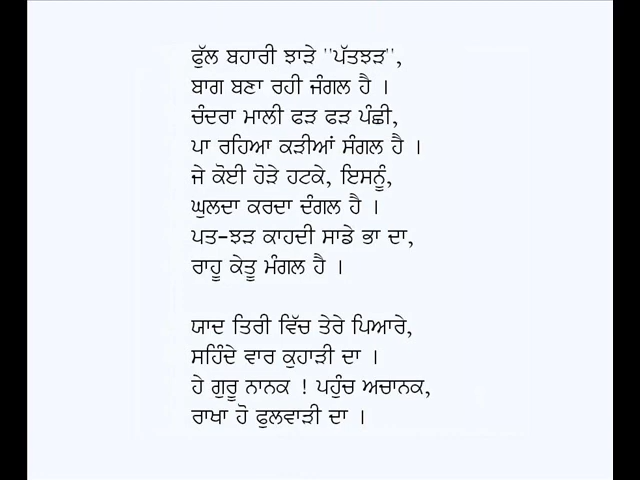 ਫੁੱਲ ਬਹਾਰੀ ਝਾੜੇ "ਪੱਤਝੜ",
ਬਾਗ ਬਣਾ ਰਹੀ ਜੰਗਲ ਹੈ ।
ਚੰਦਰਾ ਮਾਲੀ ਫੜ ਫੜ ਪੰਛੀ,
ਪਾ ਰਹਿਆ ਕੜੀਆਂ ਸੰਗਲ ਹੈ ।
ਜੇ ਕੋਈ ਹੋੜੇ ਹਟਕੇ, ਇਸਨੂੰ,
ਘੁਲਦਾ ਕਰਦਾ ਦੰਗਲ ਹੈ ।
ਪਤ-ਝੜ ਕਾਹਦੀ ਸਾਡੇ ਭਾ ਦਾ,
ਰਾਹੂ ਕੇਤੂ ਮੰਗਲ ਹੈ ।
ਯਾਦ ਤਿਰੀ ਵਿੱਚ ਤੇਰੇ ਪਿਆਰੇ,
ਸਹਿੰਦੇ ਵਾਰ ਕੁਹਾੜੀ ਦਾ ।
ਹੇ ਗੁਰੂ ਨਾਨਕ ! ਪਹੁੰਚ ਅਚਾਨਕ,
ਰਾਖਾ ਹੋ ਫੁਲਵਾੜੀ ਦਾ ।